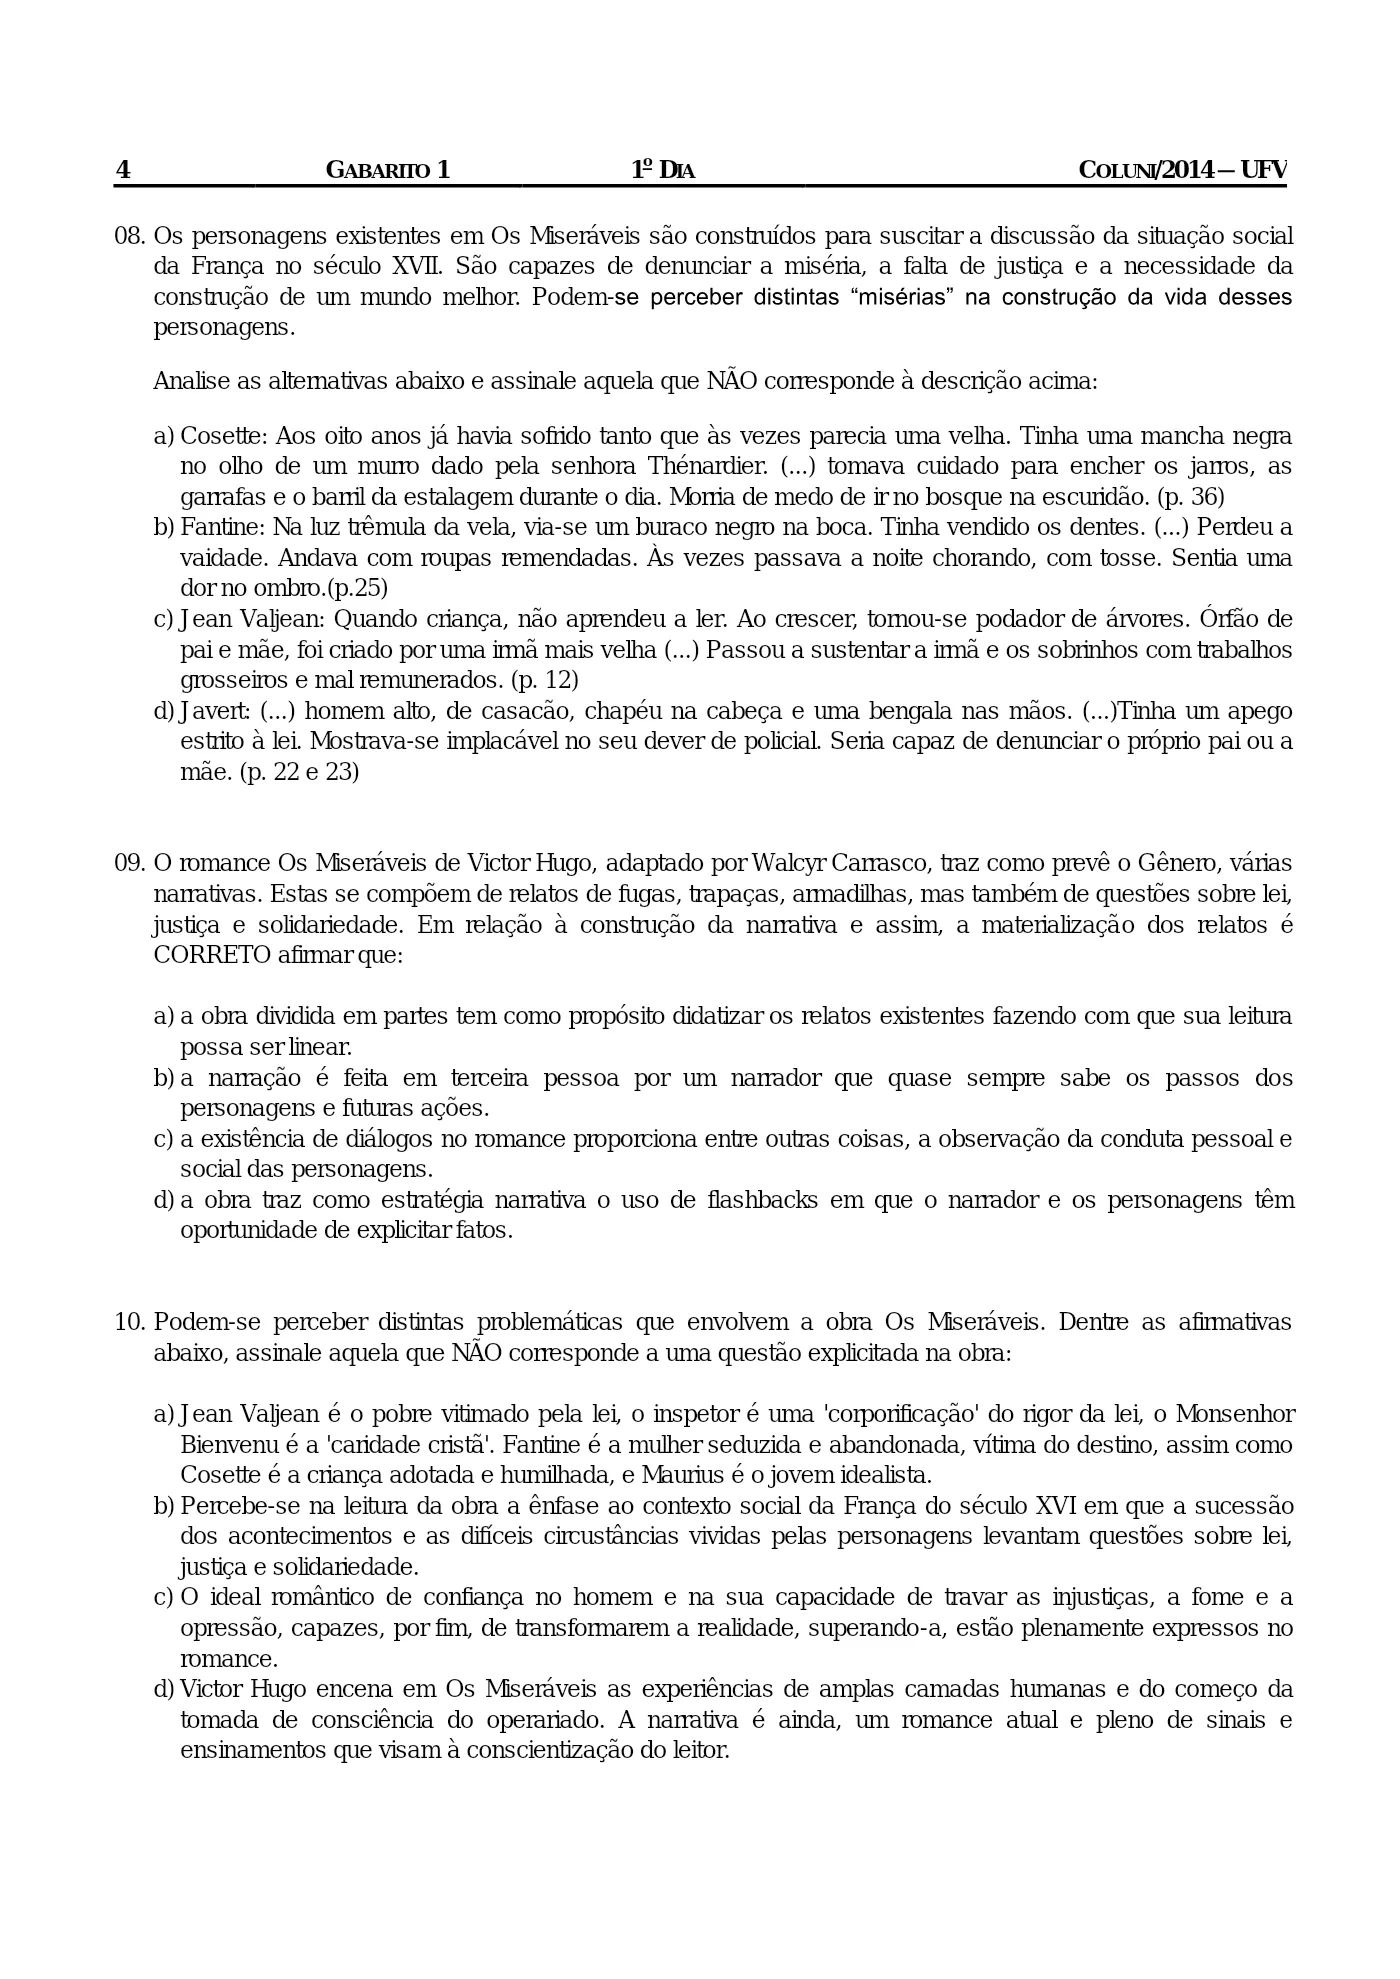 4 GABARITO 1 1º DIA COLUNI/2014 — UFV
08. Os personagens existentes em Os Miseráveis são construídos para suscitar a discussão da situação social
da França no século XVII. São capazes de denunciar a miséria, a falta de justiça e a necessidade da
construção de um mundo melhor. Podem-se perceber distintas “misérias” na construção da vida desses
personagens.
Analise as alternativas abaixo e assinale aquela que NÃO corresponde à descrição acima:
a) Cosette: Aos oito anos já havia sofrido tanto que às vezes parecia uma velha. Tinha uma mancha negra
no olho de um murro dado pela senhora Thénardier. (...) tomava cuidado para encher os jarros, as
garrafas e o barril da estalagem durante o dia. Morria de medo de ir no bosque na escuridão. (p. 36)
b) Fantine: Na luz trêmula da vela, via-se um buraco negro na boca. Tinha vendido os dentes. (...) Perdeu a
vaidade. Andava com roupas remendadas. Às vezes passava a noite chorando, com tosse. Sentia uma
dor no ombro.(p.25)
c) Jean Valjean: Quando criança, não aprendeu a ler. Ao crescer, tornou-se podador de árvores. Órfão de
pai e mãe, foi criado por uma irmã mais velha (...) Passou a sustentar a irmã e os sobrinhos com trabalhos
grosseiros e mal remunerados. (p. 12)
d) Javert: (...) homem alto, de casacão, chapéu na cabeça e uma bengala nas mãos. (...)Tinha um apego
estrito à lei. Mostrava-se implacável no seu dever de policial. Seria capaz de denunciar o próprio pai ou a
mãe. (p. 22 e 23)
09. O romance Os Miseráveis de Victor Hugo, adaptado por Walcyr Carrasco, traz como prevê o Gênero, várias
narrativas. Estas se compõem de relatos de fugas, trapaças, armadilhas, mas também de questões sobre lei,
justiça e solidariedade. Em relação à construção da narrativa e assim, a materialização dos relatos é
CORRETO afirmar que:
a) a obra dividida em partes tem como propósito didatizar os relatos existentes fazendo com que sua leitura
possa ser linear.
b) a narração é feita em terceira pessoa por um narrador que quase sempre sabe os passos dos
personagens e futuras ações.
c) a existência de diálogos no romance proporciona entre outras coisas, a observação da conduta pessoal e
social das personagens.
d) a obra traz como estratégia narrativa o uso de flashbacks em que o narrador e os personagens têm
oportunidade de explicitar fatos.
10. Podem-se perceber distintas problemáticas que envolvem a obra Os Miseráveis. Dentre as afirmativas
abaixo, assinale aquela que NÃO corresponde a uma questão explicitada na obra:
a) Jean Valjean é o pobre vitimado pela lei, o inspetor é uma 'corporificação' do rigor da lei, o Monsenhor
Bienvenu é a 'caridade cristã'. Fantine é a mulher seduzida e abandonada, vítima do destino, assim como
Cosette é a criança adotada e humilhada, e Maurius é o jovem idealista.
b) Percebe-se na leitura da obra a ênfase ao contexto social da França do século XVI em que a sucessão
dos acontecimentos e as difíceis circustâncias vividas pelas personagens levantam questões sobre lei,
justiça e solidariedade.
c) O ideal romântico de confiança no homem e na sua capacidade de travar as injustiças, a fome e a
opressão, capazes, por fim, de transformarem a realidade, superando-a, estão plenamente expressos no
romance.
d) Victor Hugo encena em Os Miseráveis as experiências de amplas camadas humanas e do começo da
tomada de consciência do operariado. A narrativa é ainda, um romance atual e pleno de sinais e
ensinamentos que visam à conscientização do leitor.